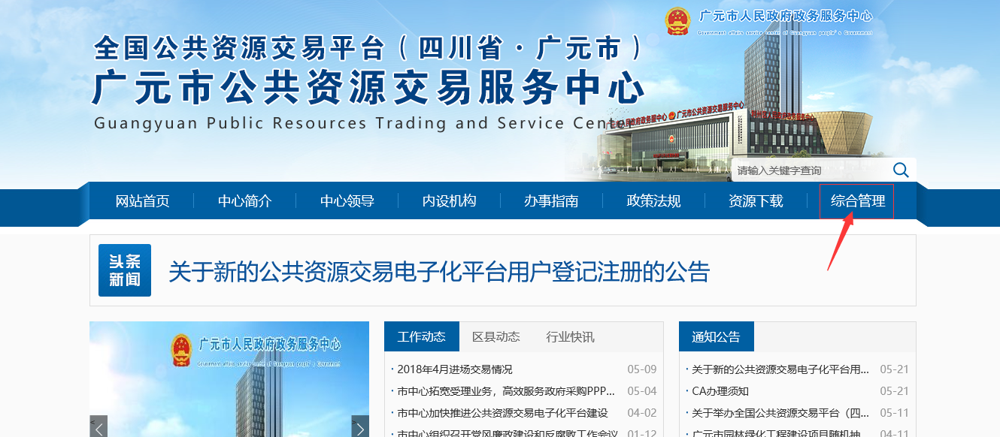 广元市人民政府政务服务中心
Government affairs service center of Guangyuan people's Government
全国公共资源交易平台（四川省·广元市）
广元市公共资源交易服务中心
Guangyuan Public Resources Trading and Service Center
请输入关键字查询
网站首页 中心简介 中心领导 内设机构 办事指南 政策法规 资源下载 综合管理
头条
新闻
关于新的公共资源交易电子化平台用户登记注册的公告
广元市人民政府政务服务中心
Government affairs service center of Guangyuan people's Government
工作动态 区县动态 行业快讯
· 2018年4月进场交易情况 05-09
· 市中心拓宽受理业务，高效服务政府采购PPP... 05-04
· 市中心加快推进公共资源交易电子化平台建设 04-02
· 市中心组织召开党风廉政建设和反腐败工作会议 01-12
通知公告
· 关于新的公共资源交易电子化平台用... 05-21
· CA办理须知 05-21
· 关于举办全国公共资源交易平台（四... 05-11
· 广元市园林绿化工程建设项目随机抽... 04-11